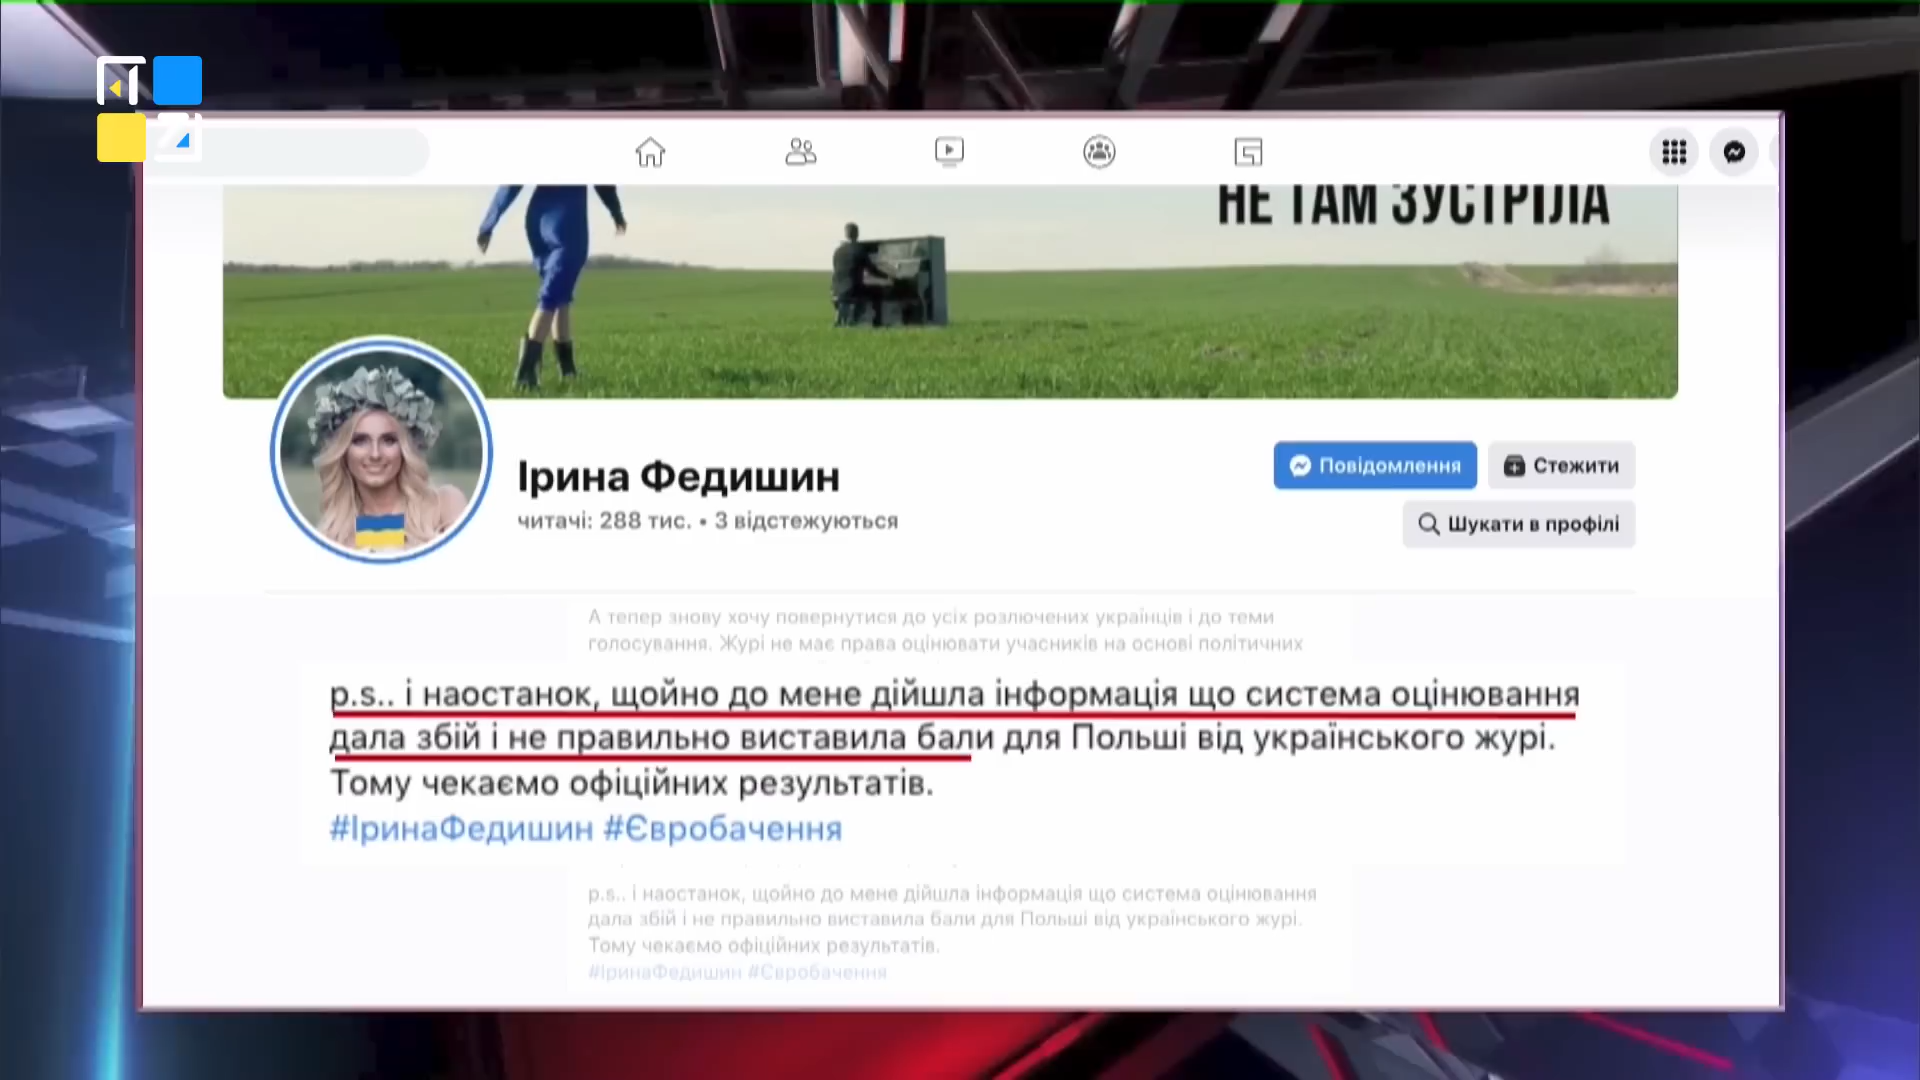 НЕ ТАМ ЗУСТРІЛА
Ірина Федишин
читачі: 288 тис. • 3 відстежуються
Повідомлення
Стежити
Шукати в профілі
А тепер знову хочу повернутися до усіх розлючених українців і до теми
голосування. Журі не має права оцінювати учасників на основі політичних
p.s.. і наостанок, щойно до мене дійшла інформація що система оцінювання
дала збій і не правильно виставила бали для Польші від українського журі.
Тому чекаємо офіційних результатів.
#ІринаФедишин #Євробачення
p.s.. і наостанок, щойно до мене дійшла інформація що система оцінювання
дала збій і не правильно виставила бали для Польші від українського журі.
Тому чекаємо офіційних результатів.
#ІринаФедишин #Євробачення